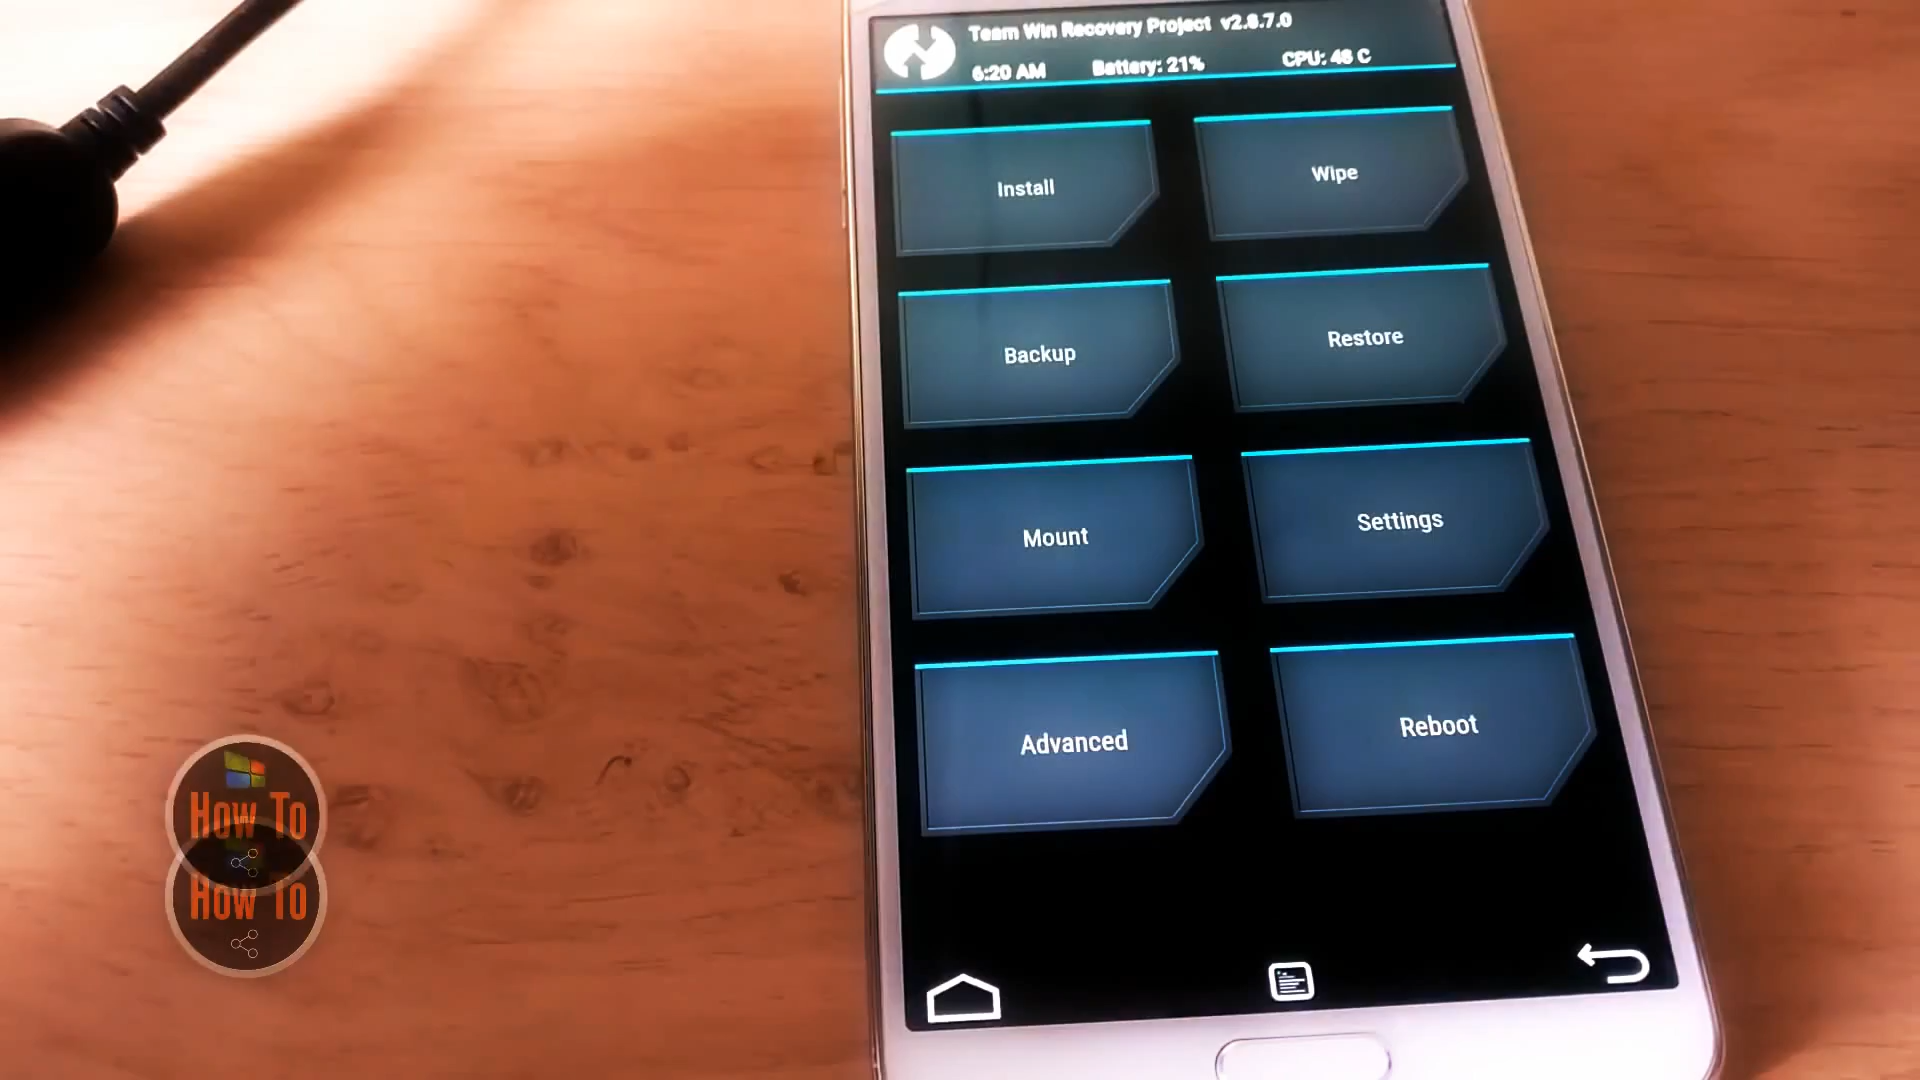 Team Win Recovery Project v2.8.7.0
6:20 AM Battery: 21% CPU: 48 C
Install Wipe
Backup Restore
Mount Settings
Advanced Reboot
How To
How To